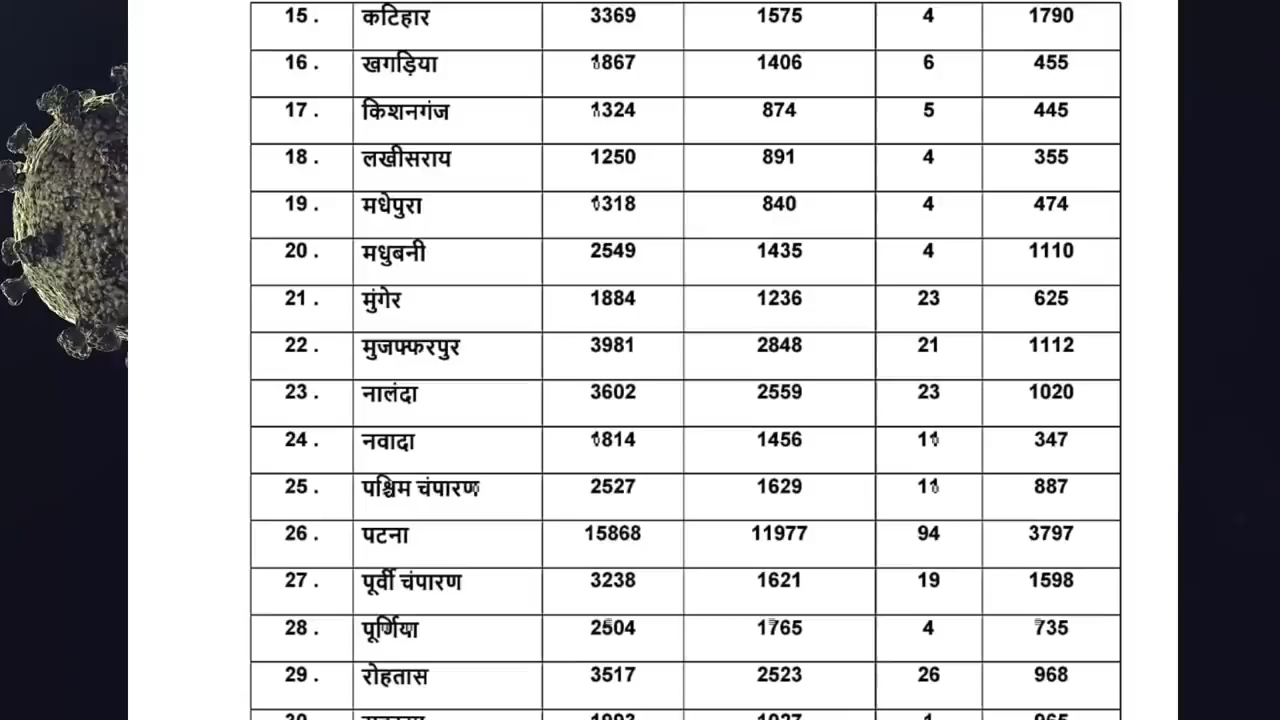 15 . कटिहार 3369 1575 4 1790
16 . खगड़िया 1867 1406 6 455
17 . किशनगंज 1324 874 5 445
18 . लखीसराय 1250 891 4 355
19 . मधेपुरा 1318 840 4 474
20 . मधुबनी 2549 1435 4 1110
21 . मुंगेर 1884 1236 23 625
22 . मुजफ्फरपुर 3981 2848 21 1112
23 . नालंदा 3602 2559 23 1020
24 . नवादा 1814 1456 11 347
25 . पश्चिम चंपारण 2527 1629 11 887
26 . पटना 15868 11977 94 3797
27 . पूर्वी चंपारण 3238 1621 19 1598
28 . पूर्णिया 2504 1765 4 735
29 . रोहतास 3517 2523 26 968